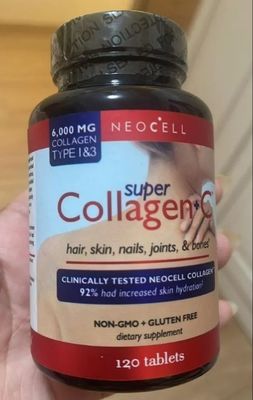 6,000 MG
COLLAGEN
TYPE 1&3
NEOCELL
super
Collagen+C
hair, skin, nails, joints, & bones
CLINICALLY TESTED NEOCELL COLLAGEN
92% had increased skin hydration
NON-GMO + GLUTEN FREE
dietary supplement
120 tablets